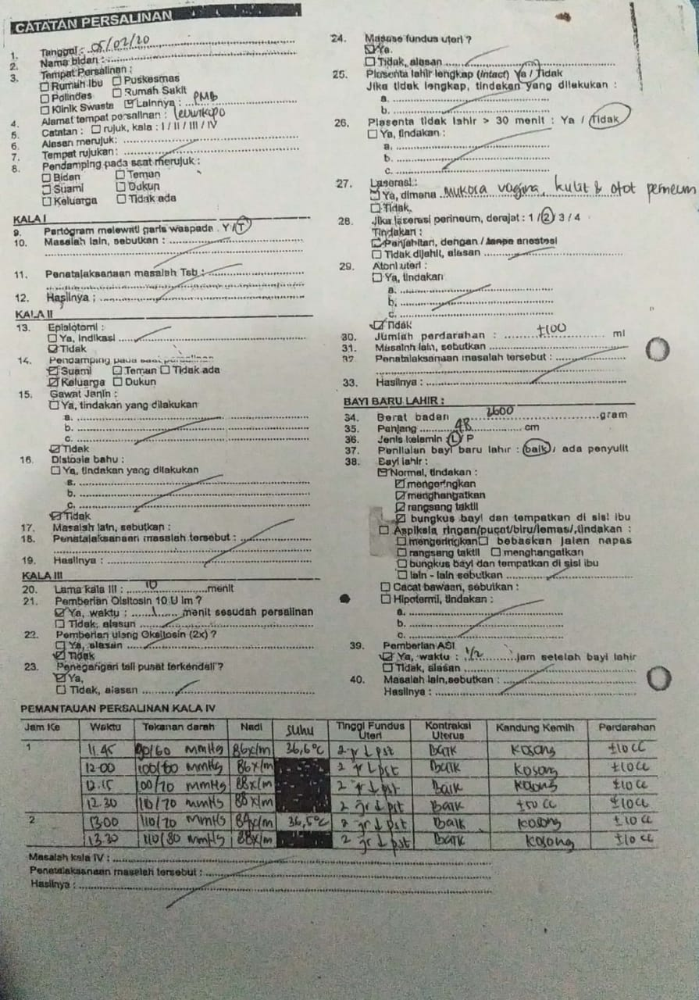 CATATAN PERSALINAN
1. Tanggal : 05/02/20
2. Nama bidan :
3. Tempat Persalinan :
Rumah Ibu Puskesmas
Polindes Rumah Sakit
Klinik Swasta Lainnya : PMB
4. Alamat tempat persalinan :
5. Catatan : rujuk, kala : I / II / III / IV
6. Alasan merujuk:
7. Tempat rujukan :
8. Pendamping pada saat merujuk :
Bidan Teman
Suami Dukun
Keluarga Tidak ada
KALA I
9. Partogram melewati garis waspada . Y / T
10. Masalah lain, sebutkan :
11. Penatalaksanaan masalah Tsb :
12. Hasilnya :
KALA II
13. Episiotomi :
Ya, Indikasi
Tidak
14. Pendamping pada saat persalinan
Suami Teman Tidak ada
Keluarga Dukun
15. Gawat Janin :
Ya, tindakan yang dilakukan
a.
b.
c.
Tidak
16. Distosia bahu :
Ya, tindakan yang dilakukan
a.
b.
c.
Tidak
17. Masalah lain, sebutkan :
18. Penatalaksanaan masalah tersebut :
19. Hasilnya :
KALA III
20. Lama kala III : 10 menit
21. Pemberian Oksitosin 10 U im ?
Ya, waktu : 1 menit sesudah persalinan
Tidak, alasan
22. Pemberian ulang Oksitosin (2x) ?
Ya, alasan
Tidak
23. Penegangan tali pusat terkendali ?
Ya,
Tidak, alasan
24. Masase fundus uteri ?
Ya.
Tidak, alasan
25. Plasenta lahir lengkap (intact) Ya / Tidak
Jika tidak lengkap, tindakan yang dilakukan :
a.
b.
26. Plasenta tidak lahir > 30 menit : Ya / Tidak
Ya, tindakan :
a.
b.
c.
27. Laserasi :
Ya, dimana mukosa vagina, kulit & otot perineum
Tidak.
28. Jika laserasi perineum, derajat : 1 / 2 / 3 / 4
Tindakan :
Penjahitan, dengan / tanpa anestesi
Tidak dijahit, alasan
29. Atoni uteri :
Ya, tindakan
a.
b.
c.
Tidak
30. Jumlah perdarahan : ±100 ml
31. Masalah lain, sebutkan
32. Penatalaksanaan masalah tersebut :
33. Hasilnya :
BAYI BARU LAHIR :
34. Berat badan 2600 gram
35. Panjang 48 cm
36. Jenis kelamin : L / P
37. Penilaian bayi baru lahir : baik / ada penyulit
38. Bayi lahir :
Normal, tindakan :
mengeringkan
menghangatkan
rangsang taktil
bungkus bayi dan tempatkan di sisi ibu
Aspiksia ringan/pucat/biru/lemas/,tindakan :
mengeringkan bebaskan jalan napas
rangsang taktil menghangatkan
bungkus bayi dan tempatkan di sisi ibu
lain - lain sebutkan
Cacat bawaan, sebutkan :
Hipotermi, tindakan :
a.
b.
c.
39. Pemberian ASI
Ya, waktu : 1/2 jam setelah bayi lahir
Tidak, alasan
40. Masalah lain,sebutkan :
Hasilnya :
PEMANTAUAN PERSALINAN KALA IV
Jam Ke Waktu Tekanan darah Nadi suhu Tinggi Fundus Uteri Kontraksi Uterus Kandung Kemih Perdarahan
1 11.45 90/60 mmHg 86x/m 36,6°C 2 jr ↓ pst Baik Kosong ±10 cc
12.00 100/60 mmHg 86x/m 2 jr ↓ pst Baik Kosong ±10 cc
12.15 100/70 mmHg 88x/m 2 jr ↓ pst Baik Kosong ±10 cc
12.30 110/70 mmHg 88x/m 2 jr ↓ pst Baik ±50 cc ±10 cc
2 13.00 110/70 mmHg 84x/m 36,5°C 2 jr ↓ pst Baik Kosong ±10 cc
13.30 110/80 mmHg 88x/m 2 jr ↓ pst Baik Kosong ±10 cc
Masalah kala IV :
Penatalaksanaan masalah tersebut :
Hasilnya :